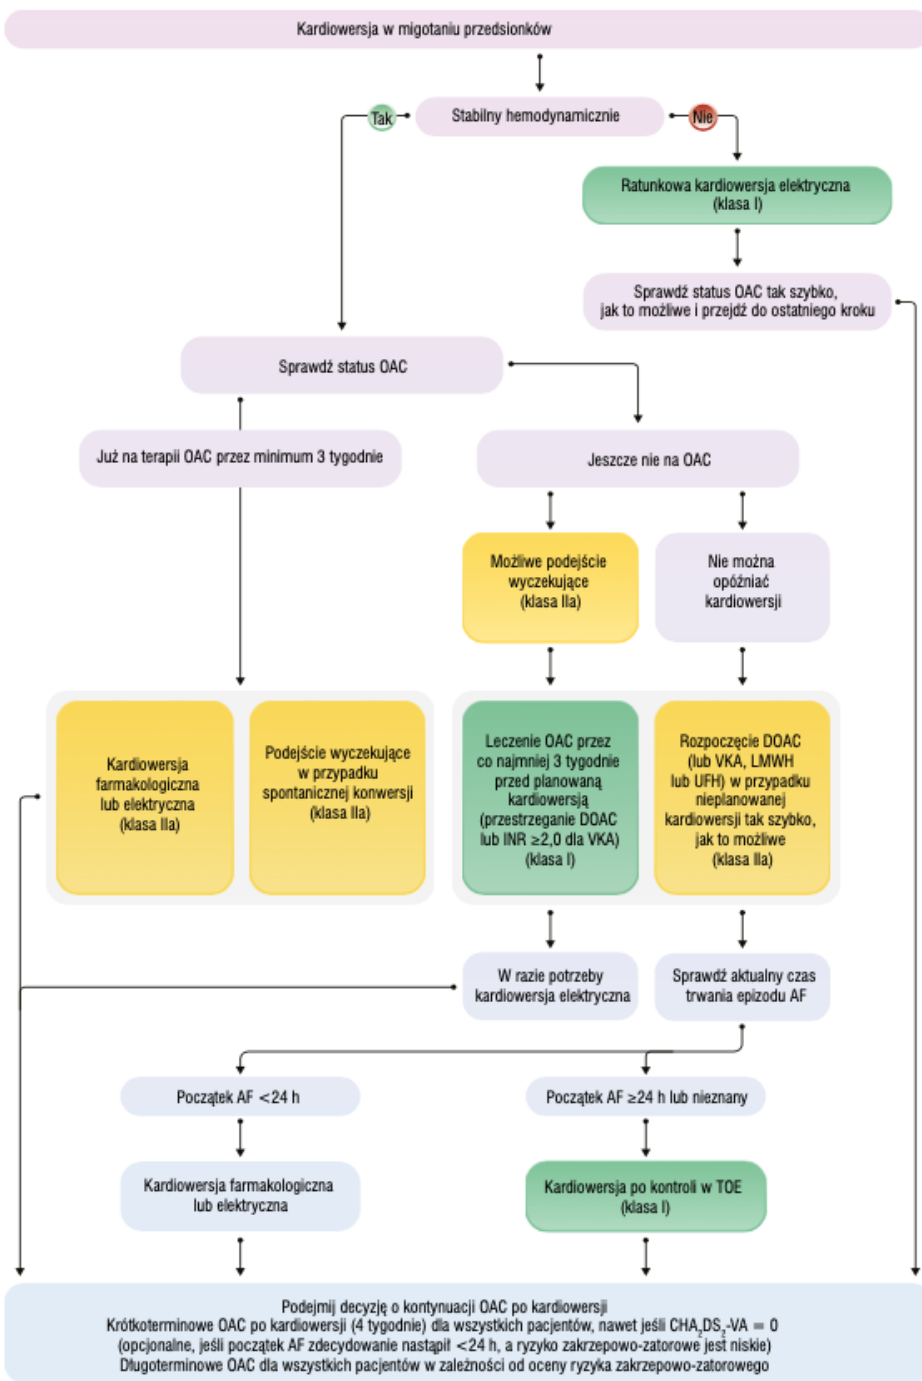 Kardiowersja w migotaniu przedsionków
Stabilny hemodynamicznie
Tak
Nie
Ratunkowa kardiowersja elektryczna
(klasa I)
Sprawdź status OAC tak szybko,
jak to możliwe i przejdź do ostatniego kroku
Sprawdź status OAC
Już na terapii OAC przez minimum 3 tygodnie
Jeszcze nie na OAC
Możliwe podejście
wyczekujące
(klasa IIa)
Nie można
opóźniać
kardiowersji
Kardiowersja
farmakologiczna
lub elektryczna
(klasa IIa)
Podejście wyczekujące
w przypadku
spontanicznej konwersji
(klasa IIa)
Leczenie OAC przez
co najmniej 3 tygodnie
przed planowaną
kardiowersją
(przestrzeganie DOAC
lub INR ≥2,0 dla VKA)
(klasa I)
Rozpoczęcie DOAC
(lub VKA, LMWH
lub UFH) w przypadku
nieplanowanej
kardiowersji tak szybko,
jak to możliwe
(klasa IIa)
W razie potrzeby
kardiowersja elektryczna
Sprawdź aktualny czas
trwania epizodu AF
Początek AF <24 h
Początek AF ≥24 h lub nieznany
Kardiowersja farmakologiczna
lub elektryczna
Kardiowersja po kontroli w TOE
(klasa I)
Podejmij decyzję o kontynuacji OAC po kardiowersji
Krótkoterminowe OAC po kardiowersji (4 tygodnie) dla wszystkich pacjentów, nawet jeśli CHA₂DS₂-VA = 0
(opcjonalne, jeśli początek AF zdecydowanie nastąpił <24 h, a ryzyko zakrzepowo-zatorowe jest niskie)
Długoterminowe OAC dla wszystkich pacjentów w zależności od oceny ryzyka zakrzepowo-zatorowego